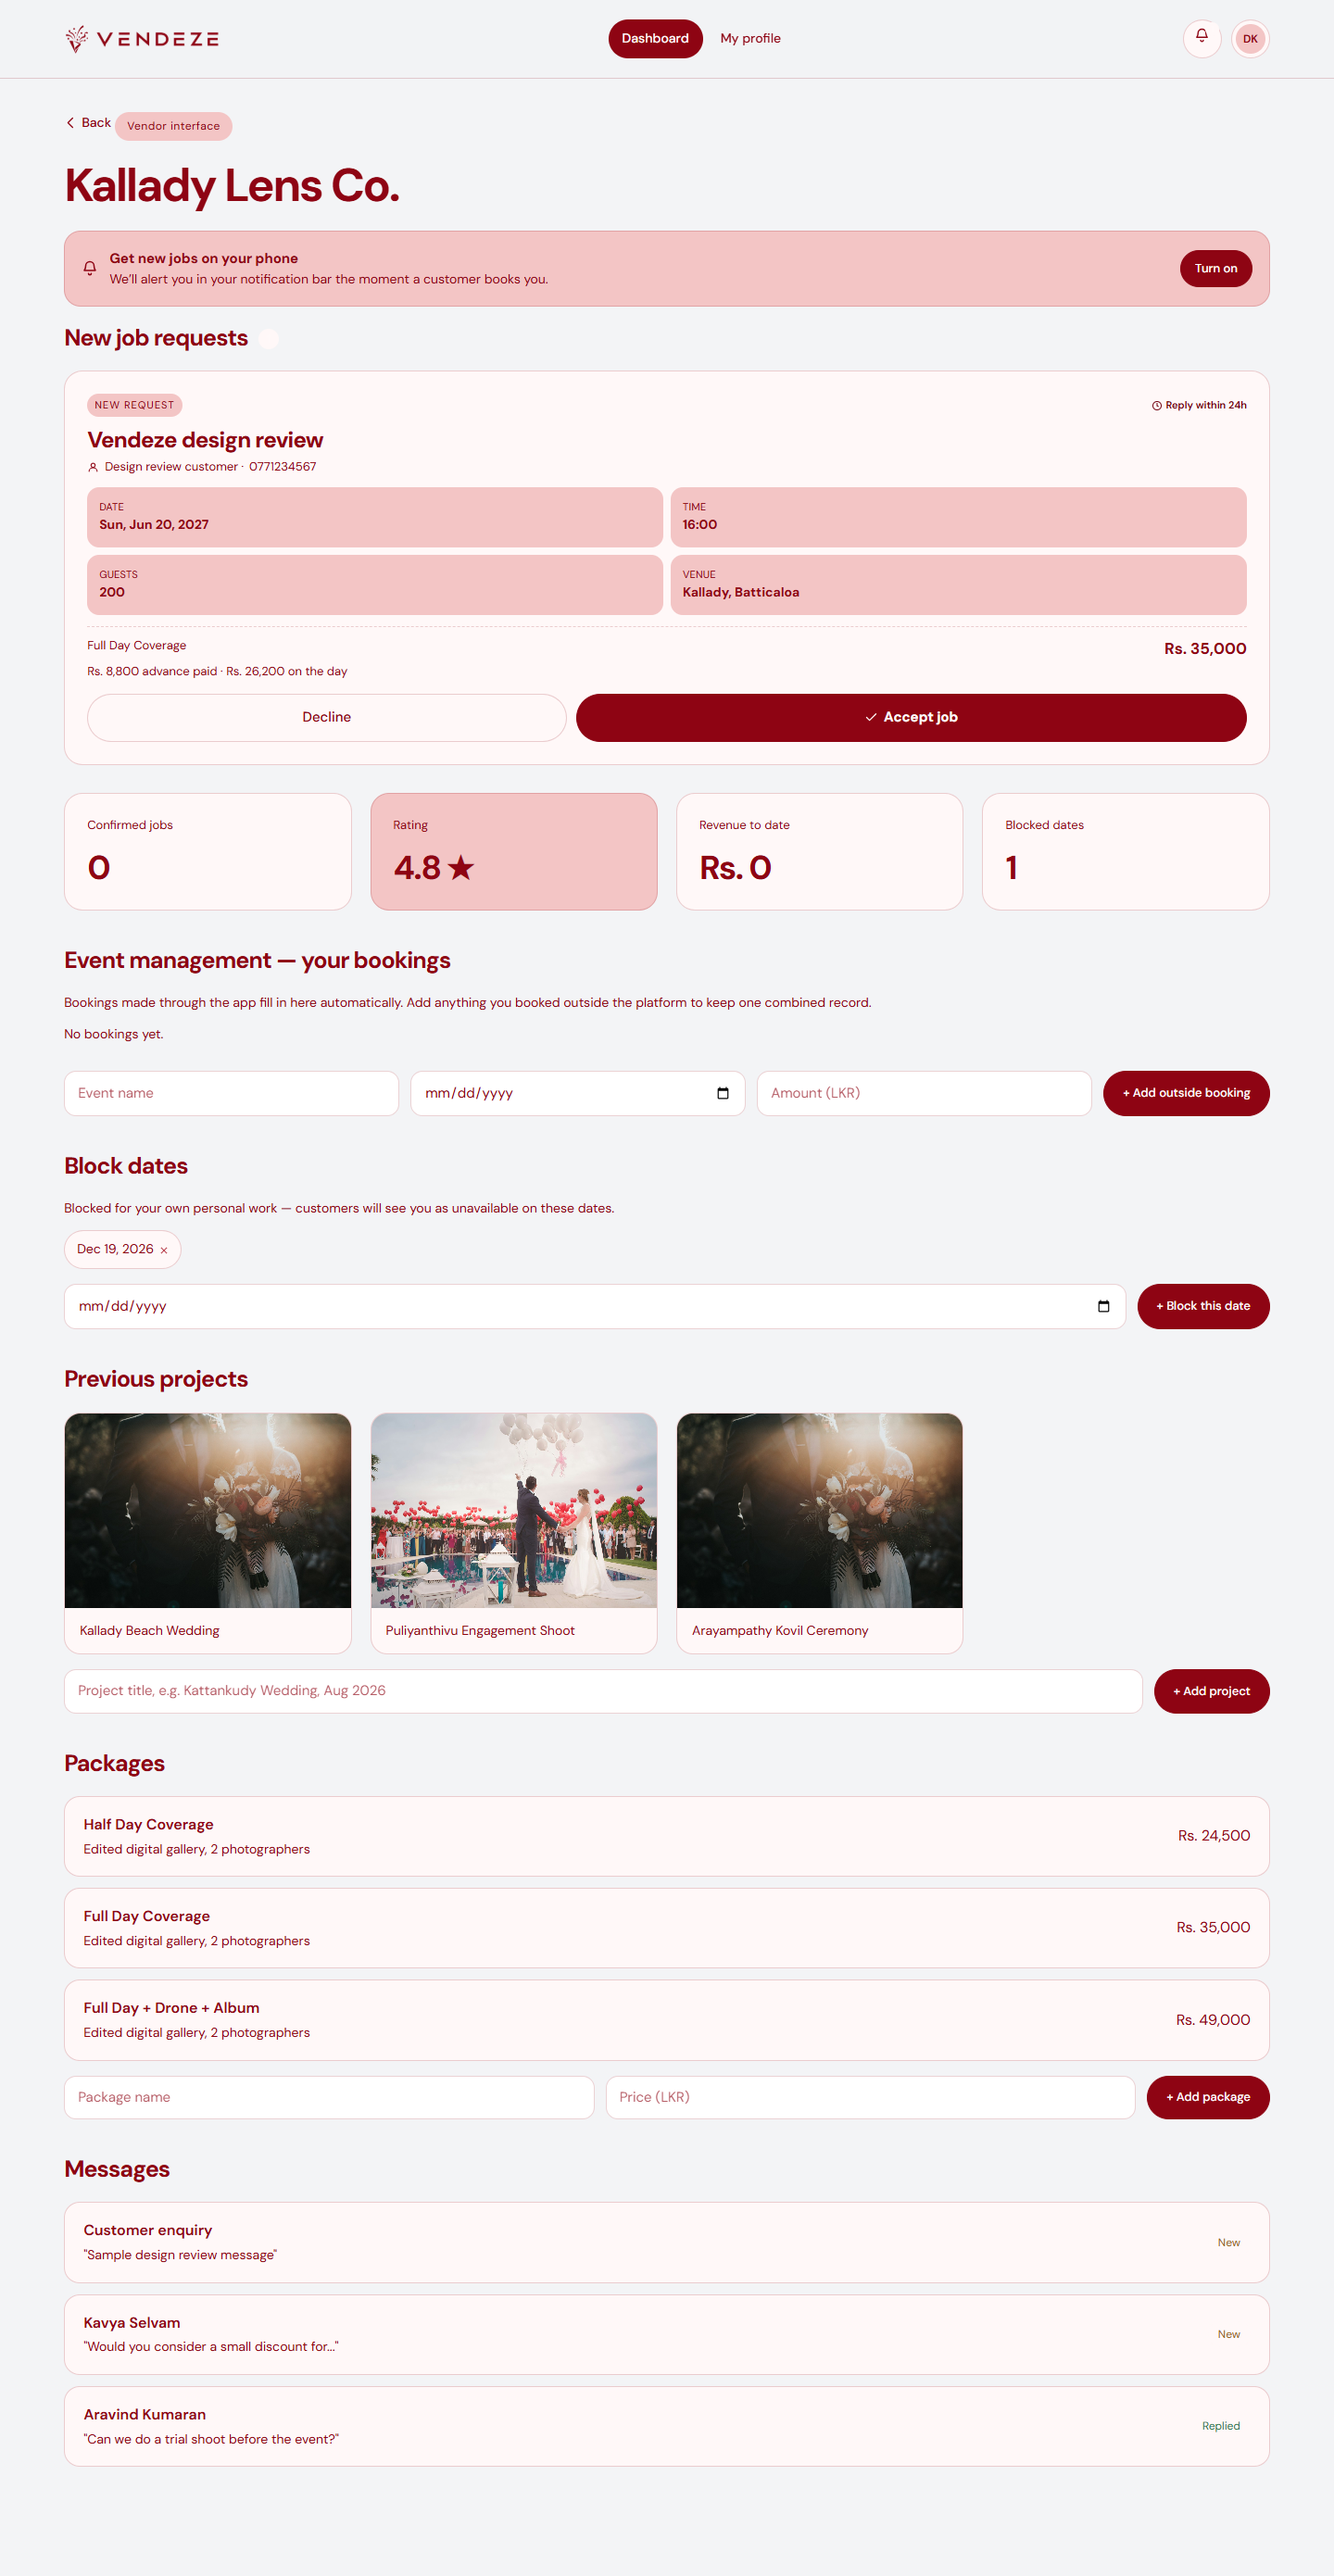 VENDEZE
Dashboard
My profile
DK
Back
Vendor interface
Kallady Lens Co.
Get new jobs on your phone
We'll alert you in your notification bar the moment a customer books you.
Turn on
New job requests
NEW REQUEST
Reply within 24h
Vendeze design review
Design review customer · 0771234567
DATE
Sun, Jun 20, 2027
TIME
16:00
GUESTS
200
VENUE
Kallady, Batticaloa
Full Day Coverage
Rs. 35,000
Rs. 8,800 advance paid · Rs. 26,200 on the day
Decline
Accept job
Confirmed jobs
0
Rating
4.8 ★
Revenue to date
Rs. 0
Blocked dates
1
Event management — your bookings
Bookings made through the app fill in here automatically. Add anything you booked outside the platform to keep one combined record.
No bookings yet.
Event name
mm/dd/yyyy
Amount (LKR)
+ Add outside booking
Block dates
Blocked for your own personal work — customers will see you as unavailable on these dates.
Dec 19, 2026 ×
mm/dd/yyyy
+ Block this date
Previous projects
Kallady Beach Wedding
Puliyanthivu Engagement Shoot
Arayampathy Kovil Ceremony
Project title, e.g. Kattankudy Wedding, Aug 2026
+ Add project
Packages
Half Day Coverage
Edited digital gallery, 2 photographers
Rs. 24,500
Full Day Coverage
Edited digital gallery, 2 photographers
Rs. 35,000
Full Day + Drone + Album
Edited digital gallery, 2 photographers
Rs. 49,000
Package name
Price (LKR)
+ Add package
Messages
Customer enquiry
"Sample design review message"
New
Kavya Selvam
"Would you consider a small discount for..."
New
Aravind Kumaran
"Can we do a trial shoot before the event?"
Replied